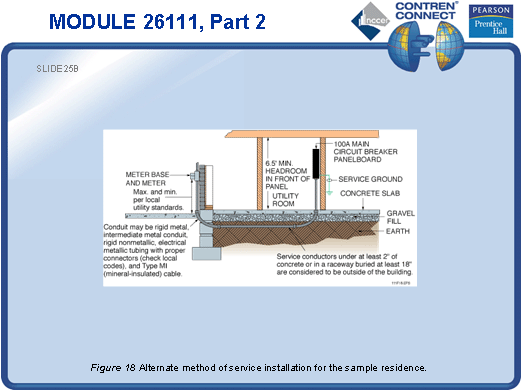 MODULE 26111, Part 2
nccer
CONTREN®
CONNECT
PEARSON
Prentice
Hall
SLIDE 25B
100A MAIN
CIRCUIT BREAKER
PANELBOARD
6.5' MIN.
HEADROOM
IN FRONT OF
PANEL
UTILITY
ROOM
METER BASE
AND METER
Max. and min.
per local
utility standards.
SERVICE GROUND
CONCRETE SLAB
GRAVEL
FILL
EARTH
Conduit may be rigid metal,
intermediate metal conduit,
rigid nonmetallic, electrical
metallic tubing with proper
connectors (check local
codes), and Type MI
(mineral-insulated) cable.
Service conductors under at least 2" of
concrete or in a raceway buried at least 18"
are considered to be outside of the building.
Figure 18 Alternate method of service installation for the sample residence.